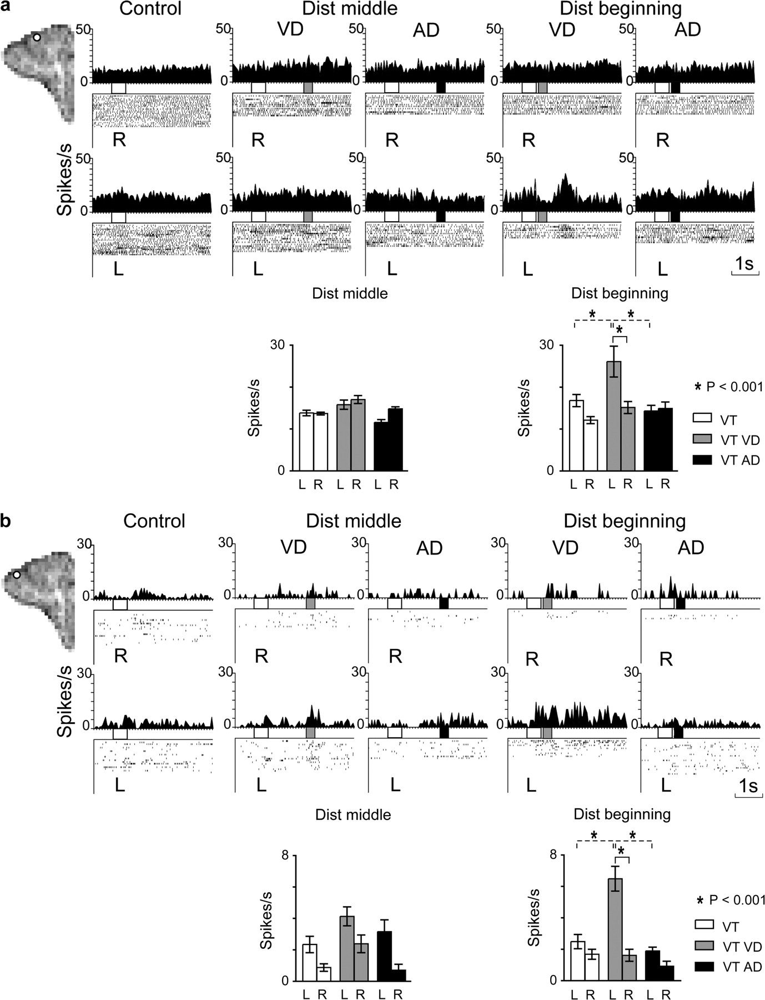 a
Control Dist middle Dist beginning
VD AD VD AD
50 50 50 50 50
0 0 0 0 0
R R R R R
Spikes/s
50 50 50 50 50
0 0 0 0 0
L L L L L
1s
Dist middle Dist beginning
* *
*
30 30
Spikes/s Spikes/s
* P < 0.001
VT
VT VD
VT AD
0 0
L R L R L R L R L R L R
b
Control Dist middle Dist beginning
VD AD VD AD
30 30 30 30 30
0 0 0 0 0
R R R R R
Spikes/s
30 30 30 30 30
0 0 0 0 0
L L L L L
1s
Dist middle Dist beginning
* *
*
8 8
Spikes/s Spikes/s
* P < 0.001
VT
VT VD
VT AD
0 0
L R L R L R L R L R L R